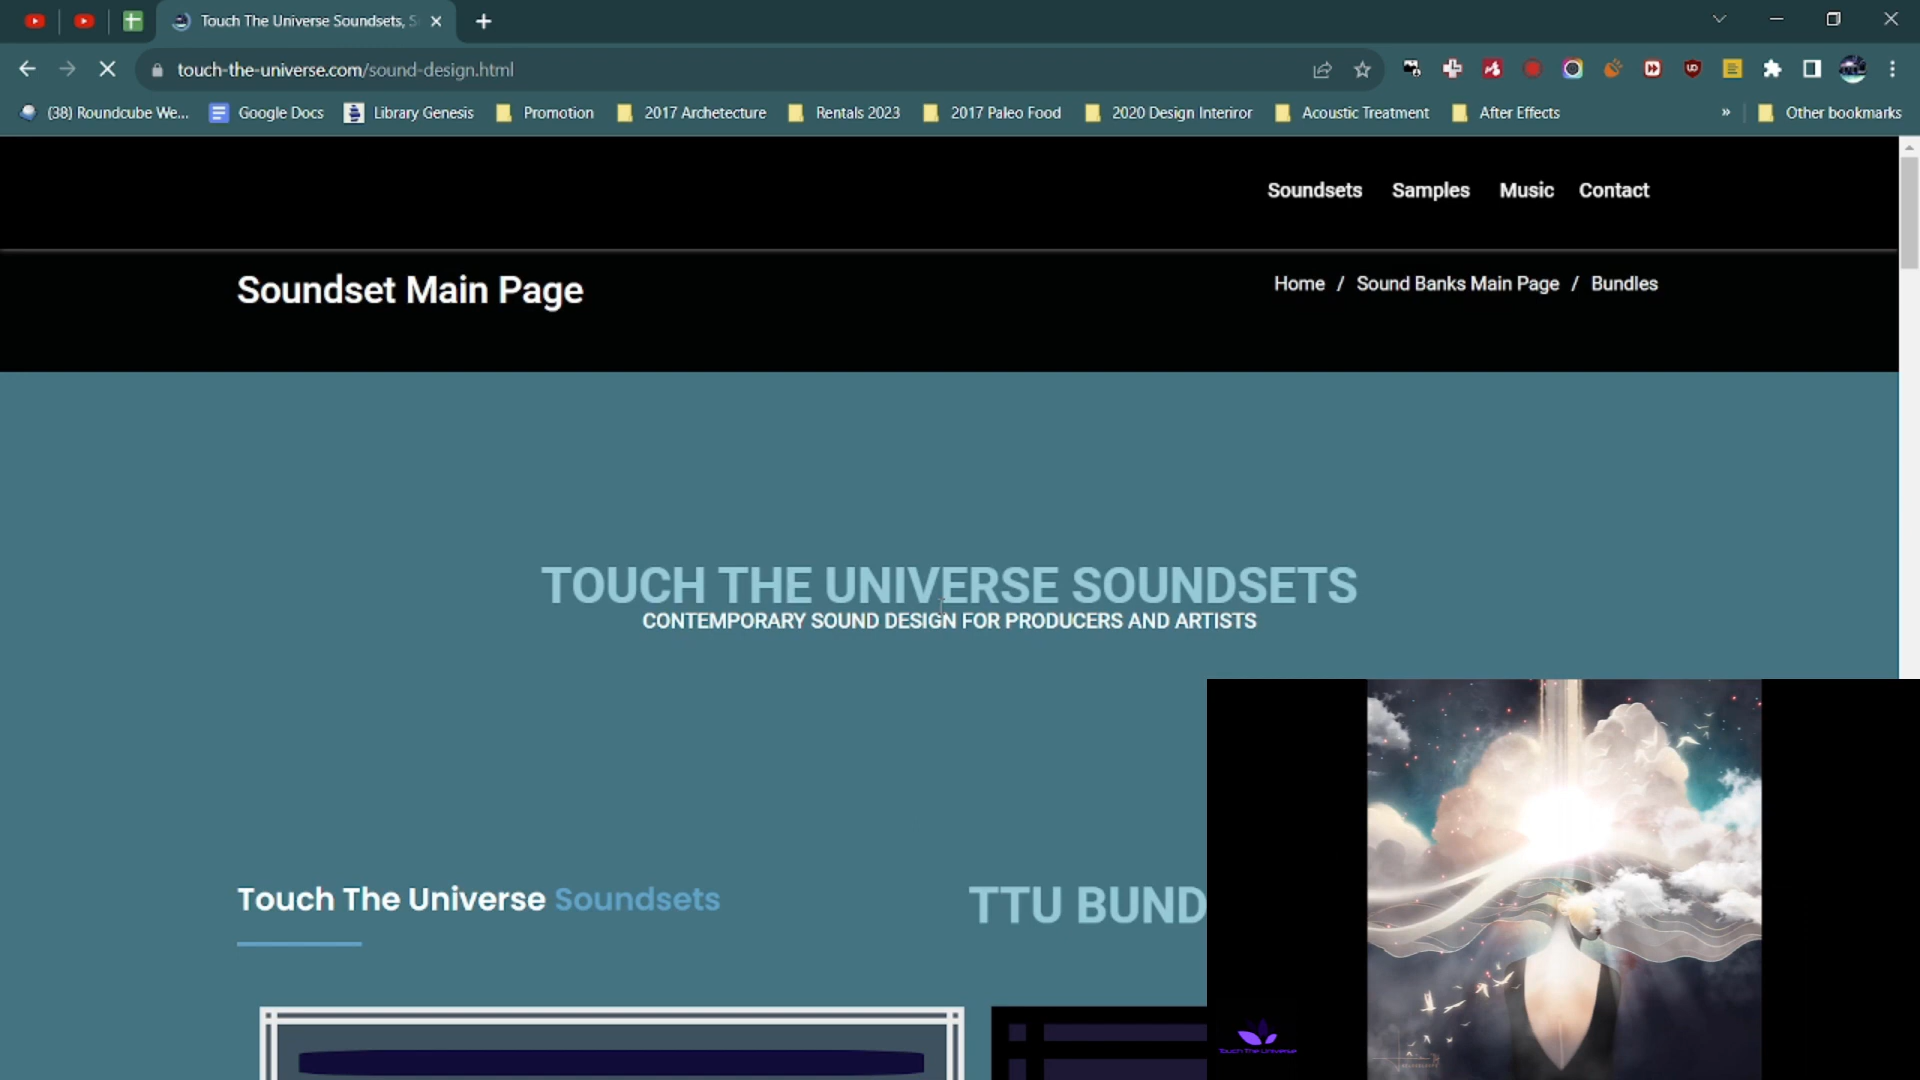 Touch The Universe Soundsets, S
touch-the-universe.com/sound-design.html
(38) Roundcube We...
Google Docs
Library Genesis
Promotion
2017 Archetecture
Rentals 2023
2017 Paleo Food
2020 Design Interiror
Acoustic Treatment
After Effects
»
Other bookmarks
Soundsets
Samples
Music
Contact
Soundset Main Page
Home / Sound Banks Main Page / Bundles
TOUCH THE UNIVERSE SOUNDSETS
CONTEMPORARY SOUND DESIGN FOR PRODUCERS AND ARTISTS
Touch The Universe Soundsets
TTU BUND
Touch The Universe